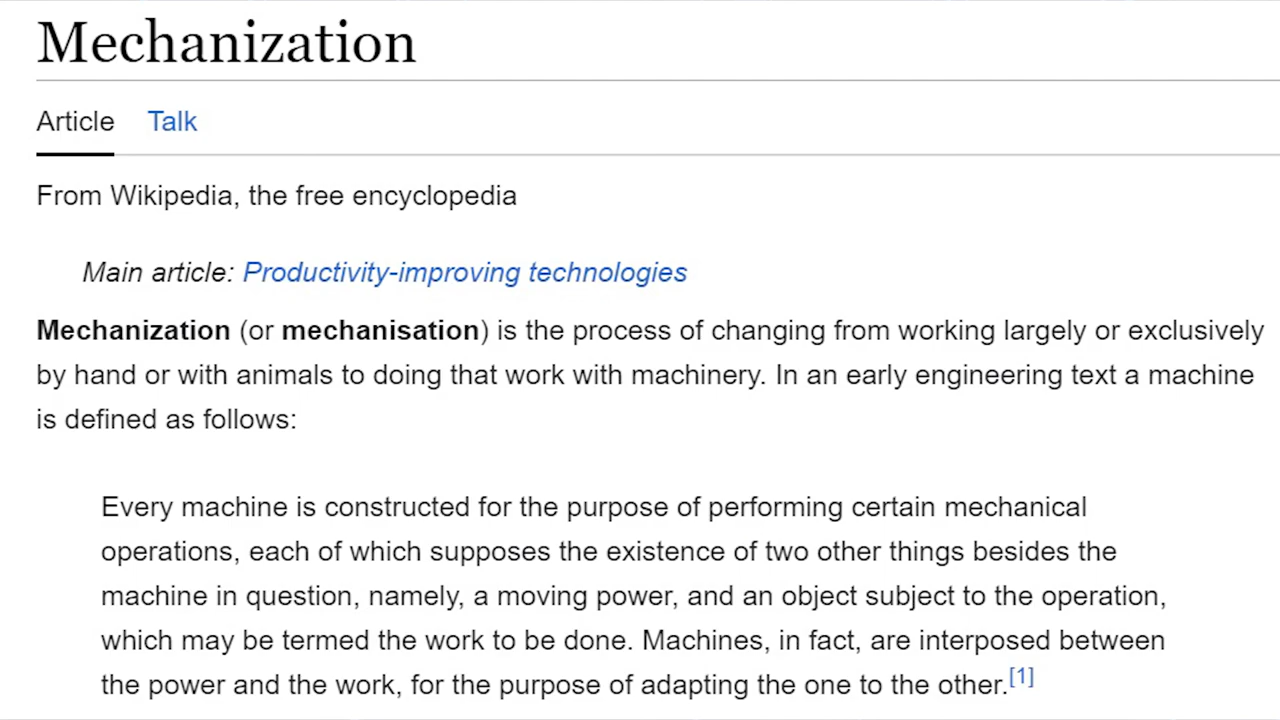 Mechanization
Article Talk
From Wikipedia, the free encyclopedia
Main article: Productivity-improving technologies
Mechanization (or mechanisation) is the process of changing from working largely or exclusively
by hand or with animals to doing that work with machinery. In an early engineering text a machine
is defined as follows:
Every machine is constructed for the purpose of performing certain mechanical
operations, each of which supposes the existence of two other things besides the
machine in question, namely, a moving power, and an object subject to the operation,
which may be termed the work to be done. Machines, in fact, are interposed between
the power and the work, for the purpose of adapting the one to the other.[1]